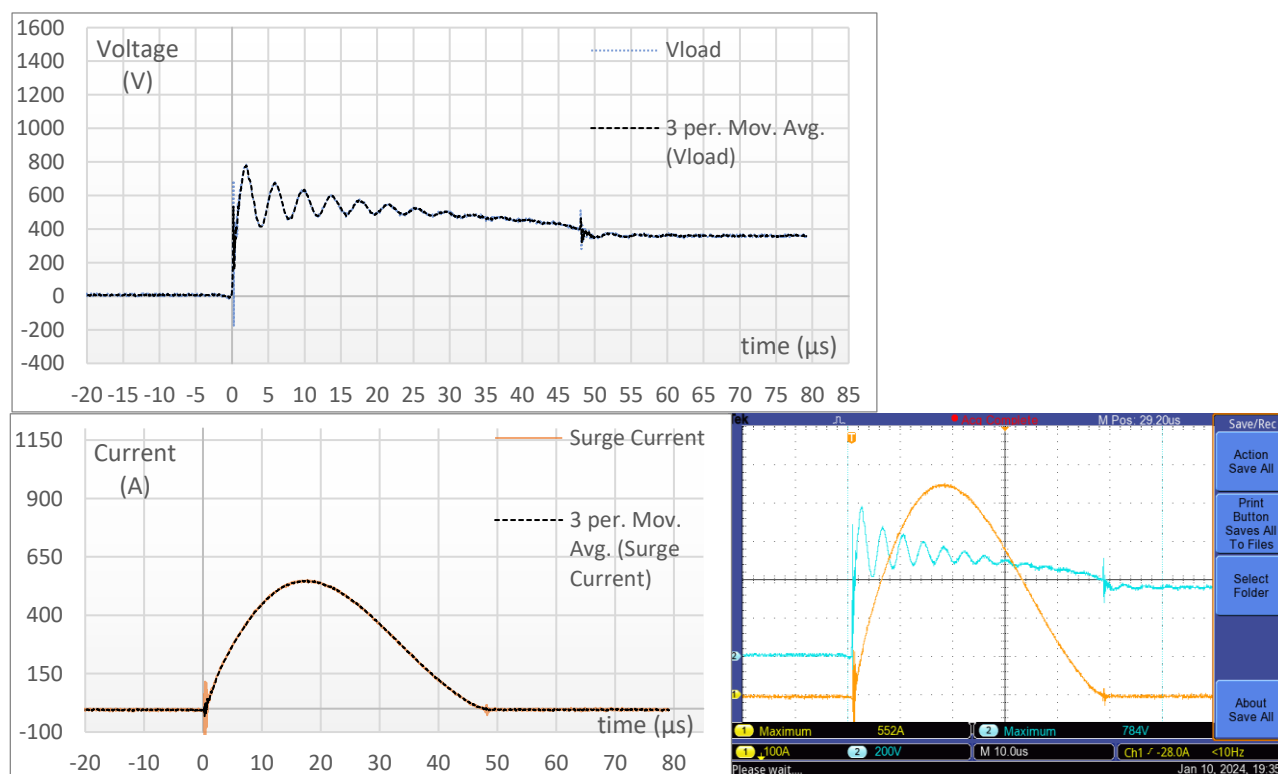 1600
Voltage
(V)
1400
1200
1000
800
600
400
200
0
-200
-400
Vload
3 per. Mov. Avg.
(Vload)
time (µs)
-20 -15 -10 -5 0 5 10 15 20 25 30 35 40 45 50 55 60 65 70 75 80 85
1150
Current
(A)
900
650
400
150
-100
Surge Current
3 per. Mov.
Avg. (Surge
Current)
time (µs)
-20 -10 0 10 20 30 40 50 60 70 80
Tek
Acq Complete
M Pos: 29.20us
Save/Rec
T
Action
Save All
Print
Button
Saves All
To Files
Select
Folder
About
Save All
2
1
1 Maximum 552A 2 Maximum 784V
1 100A 2 200V M 10.0us Ch1 -28.0A <10Hz
Please wait....
Jan 10, 2024, 19:35